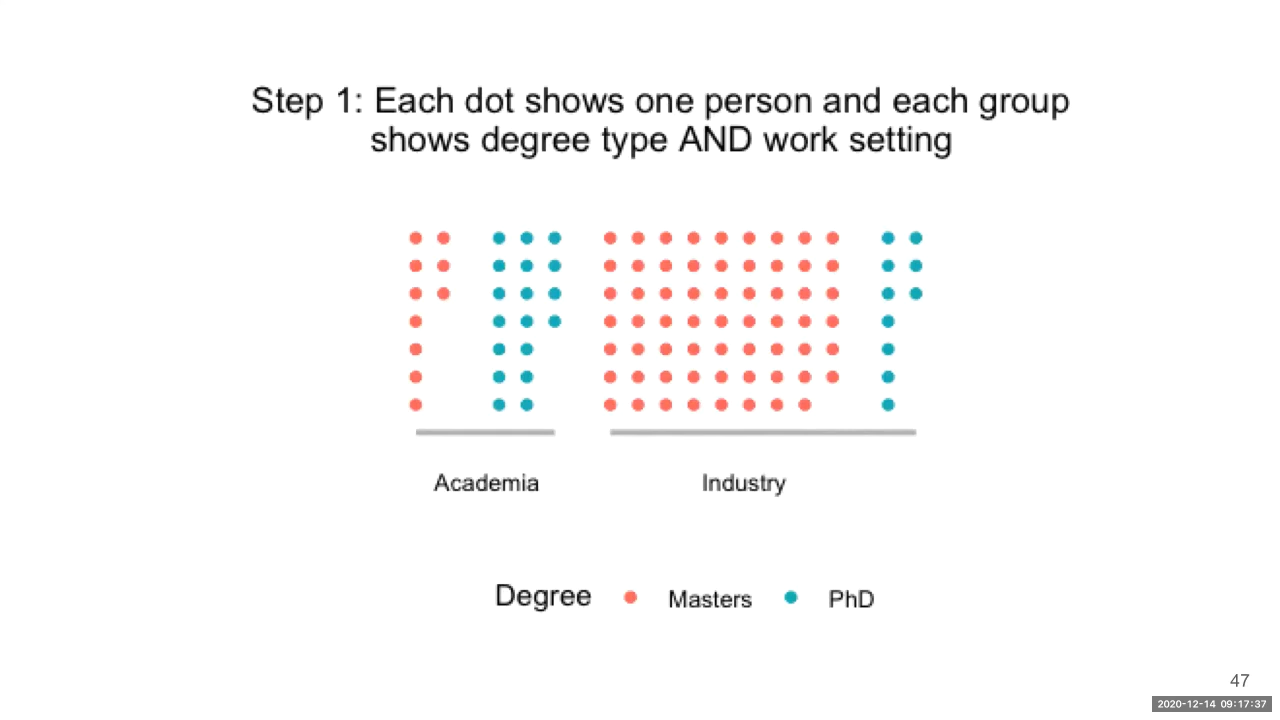 Step 1: Each dot shows one person and each group
shows degree type AND work setting
Academia
Industry
Degree
Masters
PhD
47
2020-12-14 09:17:37